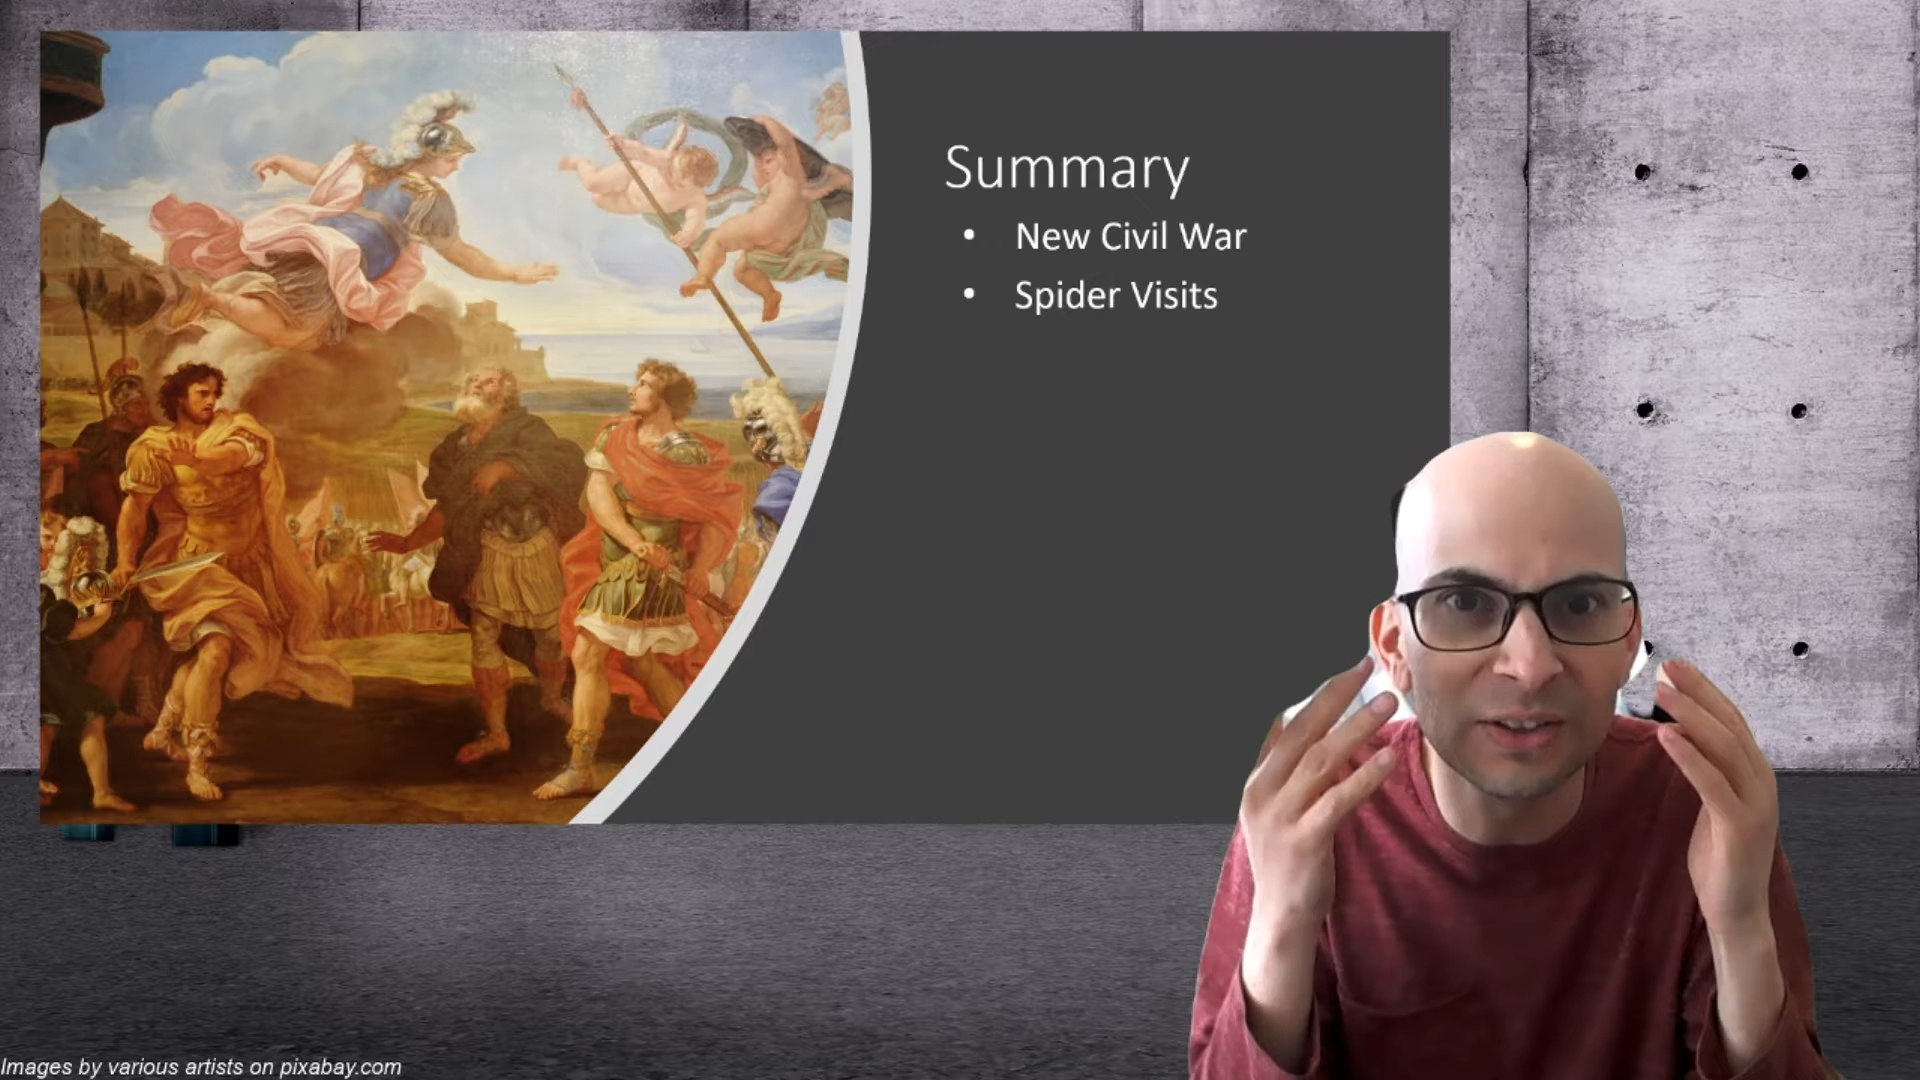 Summary
• New Civil War
• Spider Visits
Images by various artists on pixabay.com